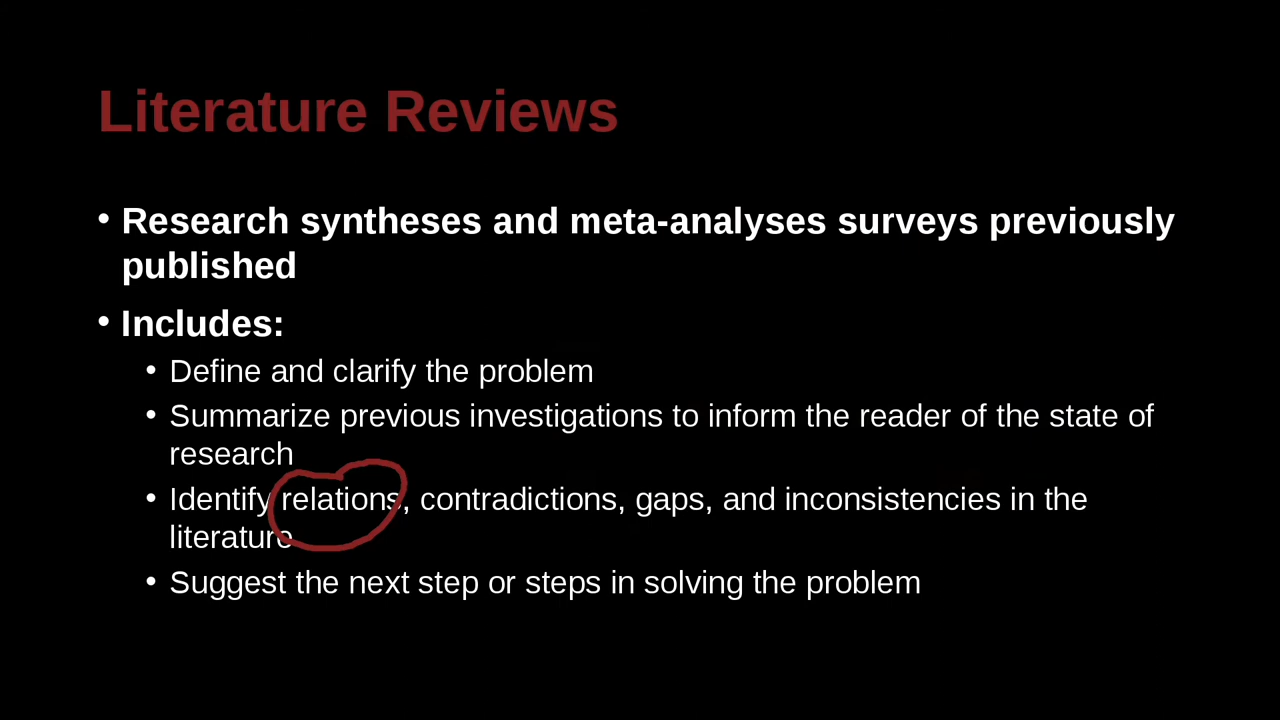 Literature Reviews
• Research syntheses and meta-analyses surveys previously
published
• Includes:
• Define and clarify the problem
• Summarize previous investigations to inform the reader of the state of
research
• Identify relations, contradictions, gaps, and inconsistencies in the
literature
• Suggest the next step or steps in solving the problem